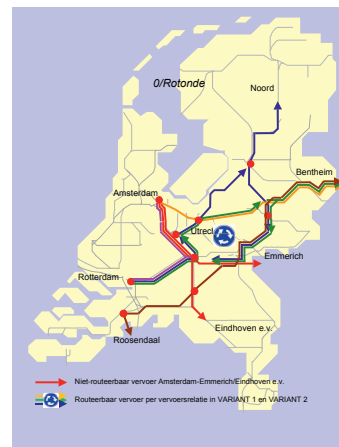 0/Rotonde
Noord
Bentheim
Amsterdam
Utrecht
Emmerich
Rotterdam
Eindhoven e.v.
Roosendaal
Niet-routeerbaar vervoer Amsterdam-Emmerich/Eindhoven e.v.
Routeerbaar vervoer per vervoersrelatie in VARIANT 1 en VARIANT 2